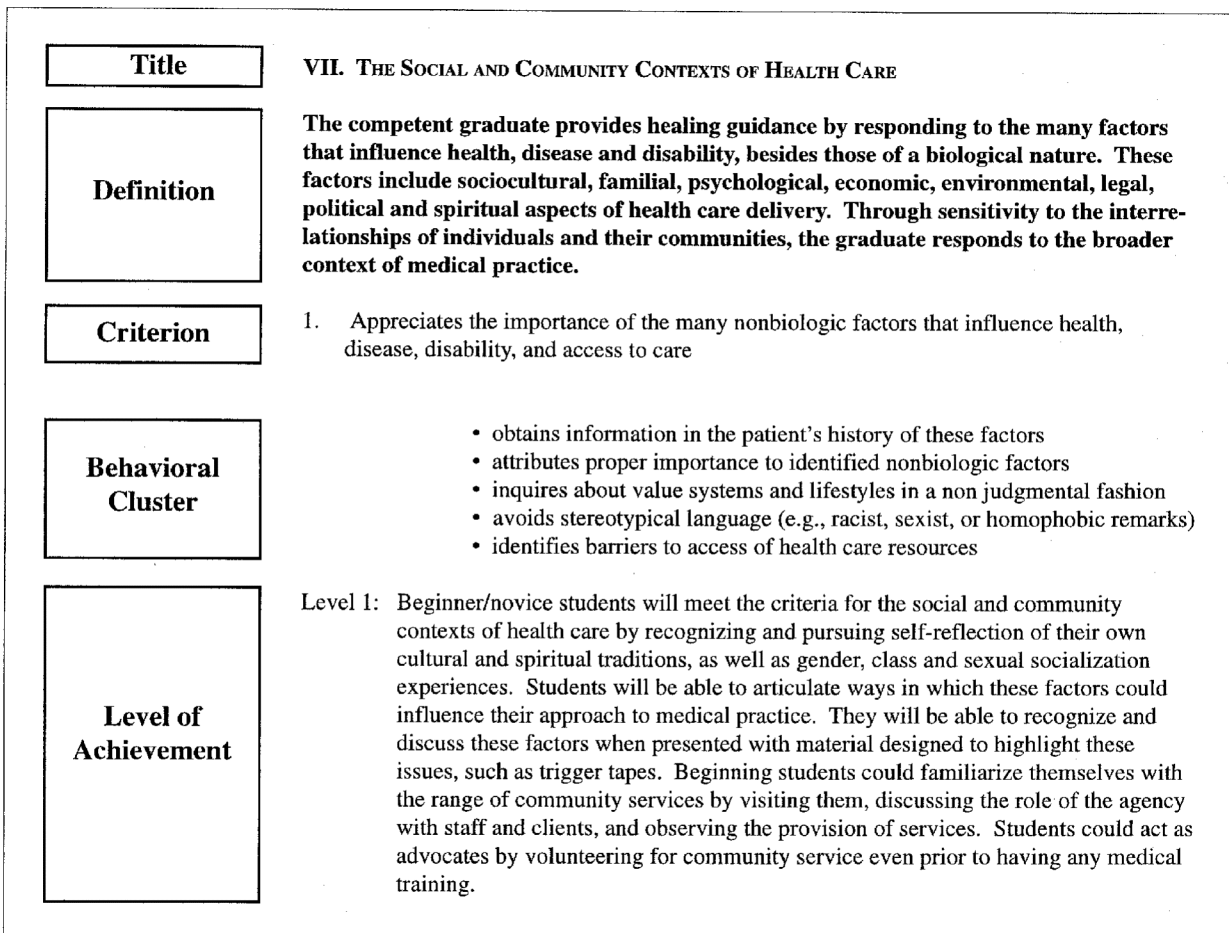 Title
VII. THE SOCIAL AND COMMUNITY CONTEXTS OF HEALTH CARE
Definition
The competent graduate provides healing guidance by responding to the many factors
that influence health, disease and disability, besides those of a biological nature. These
factors include sociocultural, familial, psychological, economic, environmental, legal,
political and spiritual aspects of health care delivery. Through sensitivity to the interre-
lationships of individuals and their communities, the graduate responds to the broader
context of medical practice.
Criterion
1. Appreciates the importance of the many nonbiologic factors that influence health,
disease, disability, and access to care
Behavioral
Cluster
• obtains information in the patient's history of these factors
• attributes proper importance to identified nonbiologic factors
• inquires about value systems and lifestyles in a non judgmental fashion
• avoids stereotypical language (e.g., racist, sexist, or homophobic remarks)
• identifies barriers to access of health care resources
Level of
Achievement
Level 1: Beginner/novice students will meet the criteria for the social and community
contexts of health care by recognizing and pursuing self-reflection of their own
cultural and spiritual traditions, as well as gender, class and sexual socialization
experiences. Students will be able to articulate ways in which these factors could
influence their approach to medical practice. They will be able to recognize and
discuss these factors when presented with material designed to highlight these
issues, such as trigger tapes. Beginning students could familiarize themselves with
the range of community services by visiting them, discussing the role of the agency
with staff and clients, and observing the provision of services. Students could act as
advocates by volunteering for community service even prior to having any medical
training.